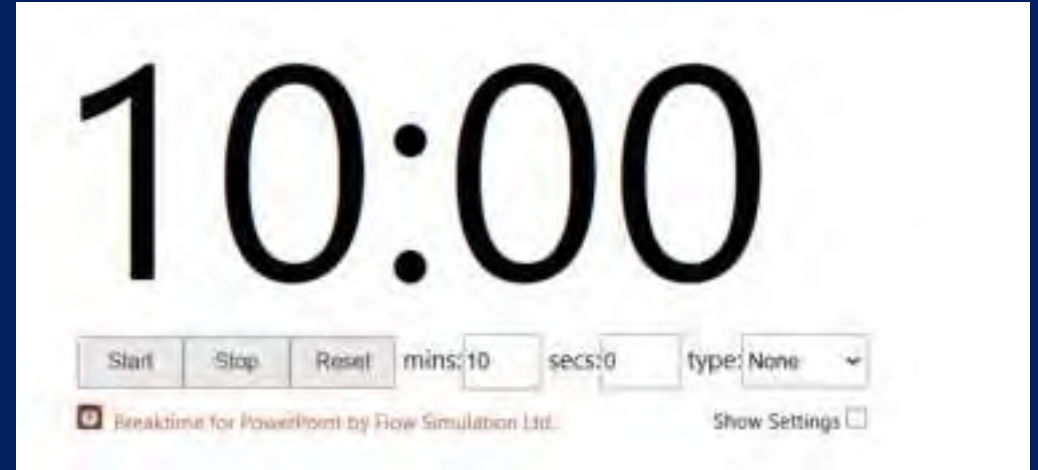 10:00
Start Stop Reset mins: 10 secs: 0 type: None
Breaktime for PowerPoint by Flow Simulation Ltd.
Show Settings